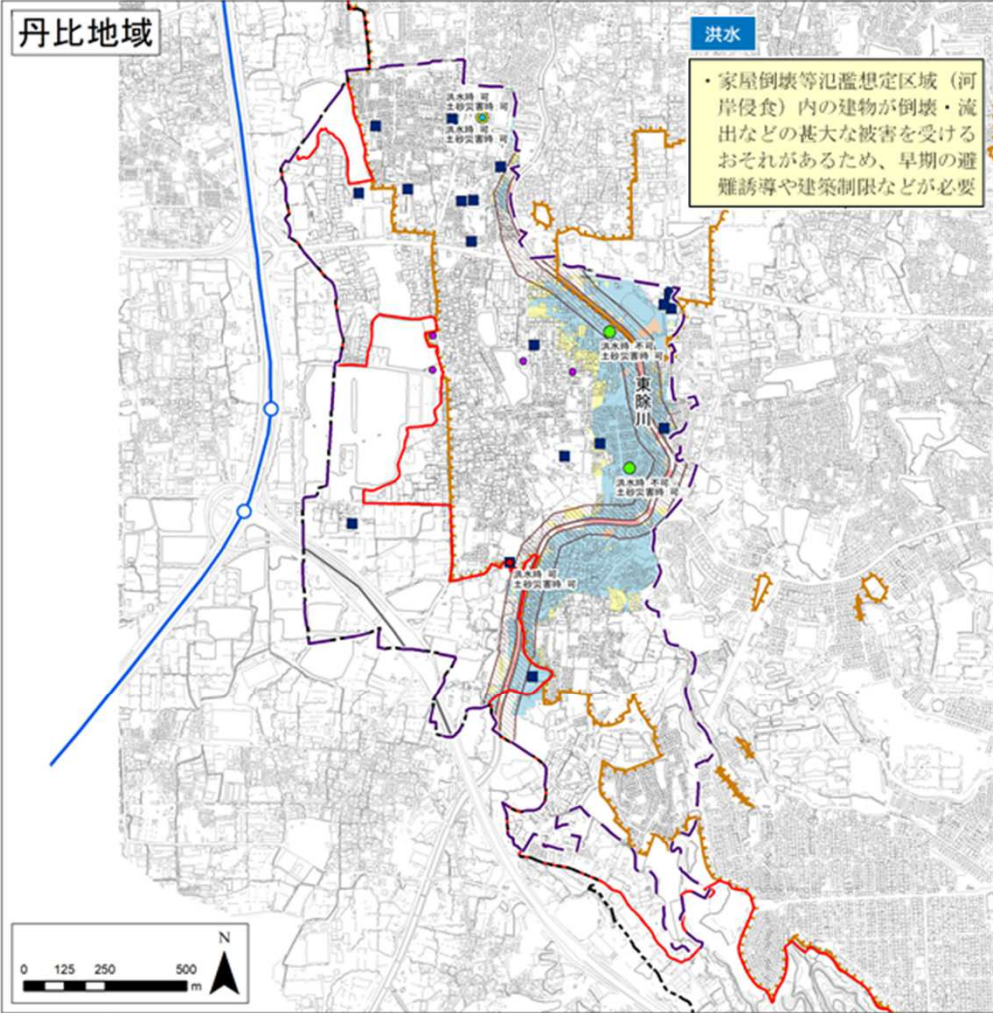 丹比地域
洪水
・家屋倒壊等氾濫想定区域(河
岸侵食)内の建物が倒壊・流
出などの甚大な被害を受ける
おそれがあるため、早期の避
難誘導や建築制限などが必要
洪水時 可
土砂災害時 可
洪水時 可
土砂災害時 可
洪水時 不可
土砂災害時 可
東除川
洪水時 不可
土砂災害時 可
洪水時 可
土砂災害時 可
N
0 125 250 500
m